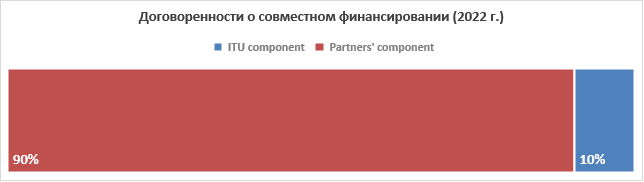 Договоренности о совместном финансировании (2022 г.)
ITU component Partners' component
90% 10%